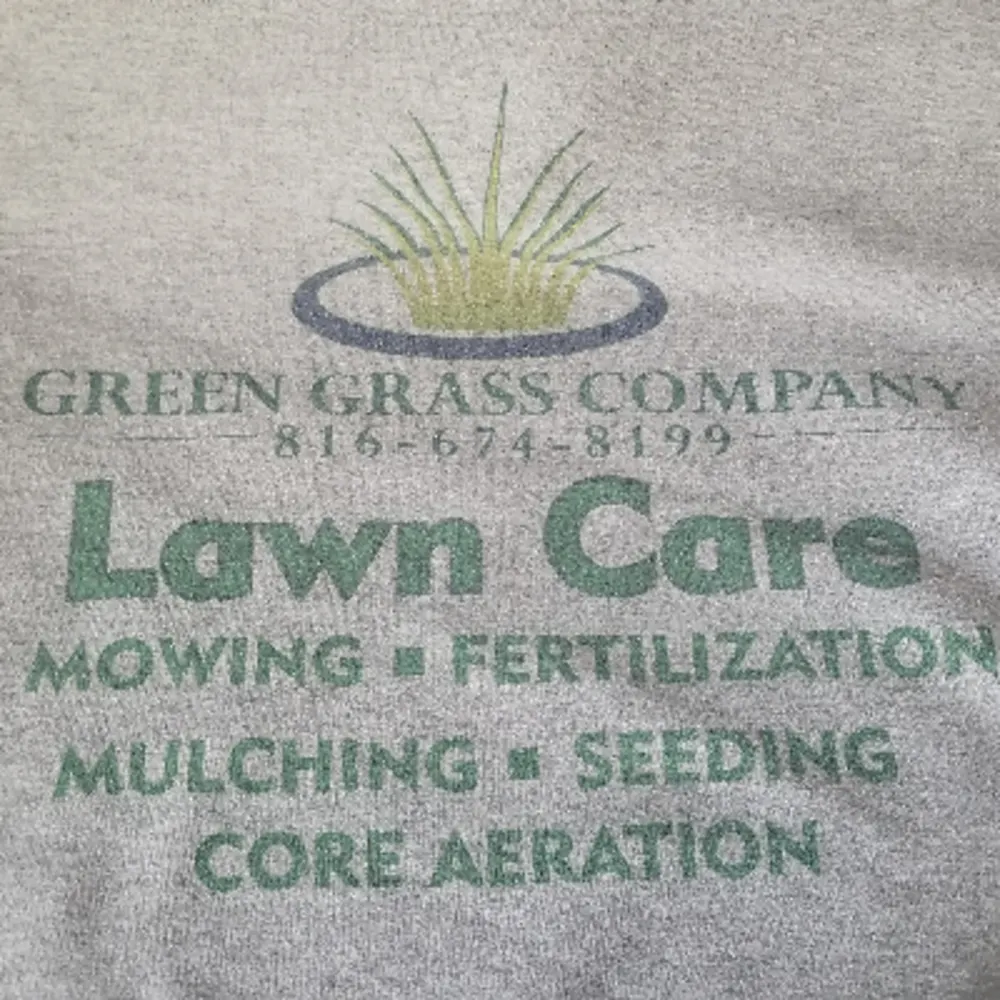 GREEN GRASS COMPANY
816-674-8199
Lawn Care
MOWING ▪ FERTILIZATION
MULCHING ▪ SEEDING
CORE AERATION